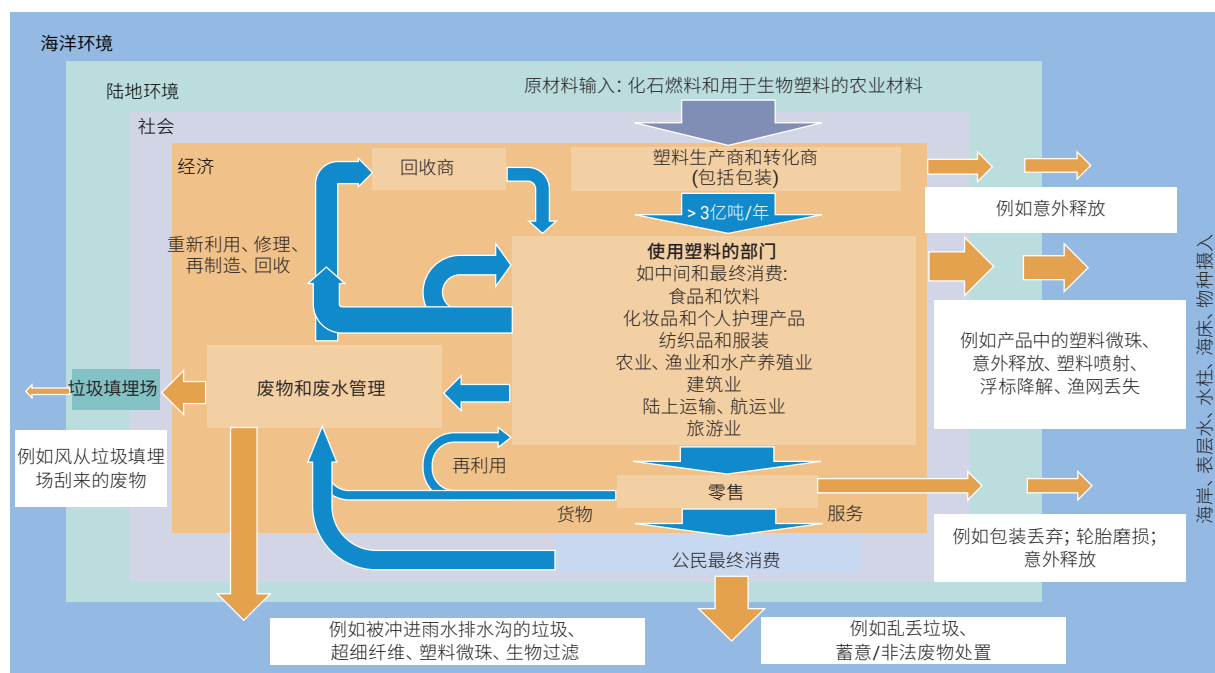 海洋环境
陆地环境
原材料输入：化石燃料和用于生物塑料的农业材料
社会
经济
回收商
塑料生产商和转化商
(包括包装)
> 3亿吨/年
例如意外释放
重新利用、修理、
再制造、回收
使用塑料的部门
如中间和最终消费:
食品和饮料
化妆品和个人护理产品
纺织品和服装
农业、渔业和水产养殖业
建筑业
陆上运输、航运业
旅游业
例如产品中的塑料微珠、
意外释放、塑料喷射、
浮标降解、渔网丢失
海岸、表层水、水柱、海床、物种摄入
垃圾填埋场
废物和废水管理
例如风从垃圾填埋
场刮来的废物
再利用
零售
货物
服务
例如包装丢弃；轮胎磨损；
意外释放
公民最终消费
例如被冲进雨水排水沟的垃圾、
超细纤维、塑料微珠、生物过滤
例如乱丢垃圾、
蓄意/非法废物处置